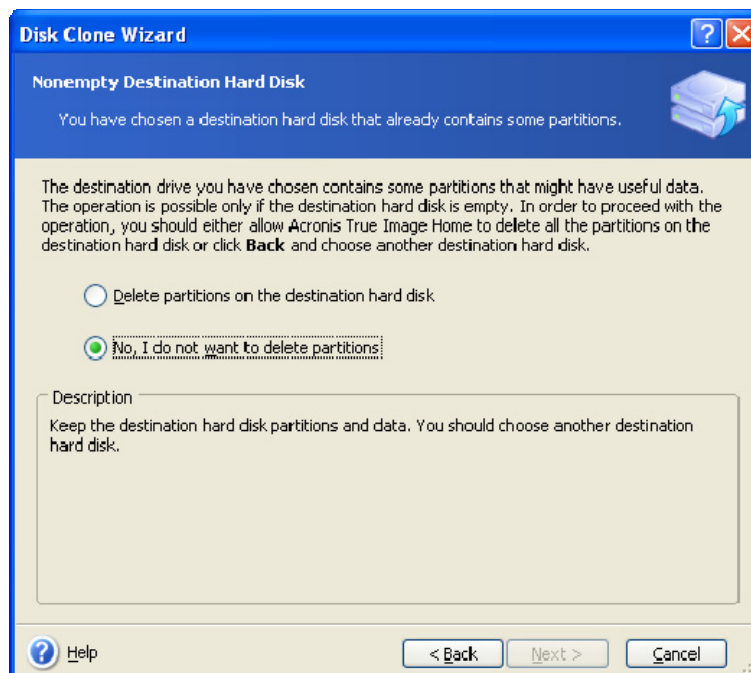 Disk Clone Wizard
Nonempty Destination Hard Disk
You have chosen a destination hard disk that already contains some partitions.
The destination drive you have chosen contains some partitions that might have useful data.
The operation is possible only if the destination hard disk is empty. In order to proceed with the
operation, you should either allow Acronis True Image Home to delete all the partitions on the
destination hard disk or click Back and choose another destination hard disk.
Delete partitions on the destination hard disk
No, I do not want to delete partitions
Description
Keep the destination hard disk partitions and data. You should choose another destination
hard disk.
? Help
< Back
Next >
Cancel